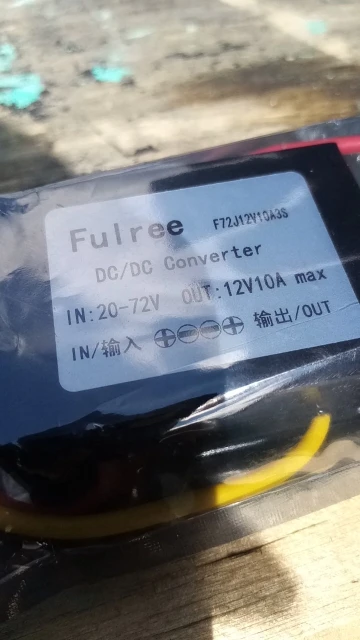 Fulree F72J12V10A3S
DC/DC Converter
IN:20-72V OUT:12V10A max
IN/输入 ⊕⊖⊖⊕ 输出/OUT